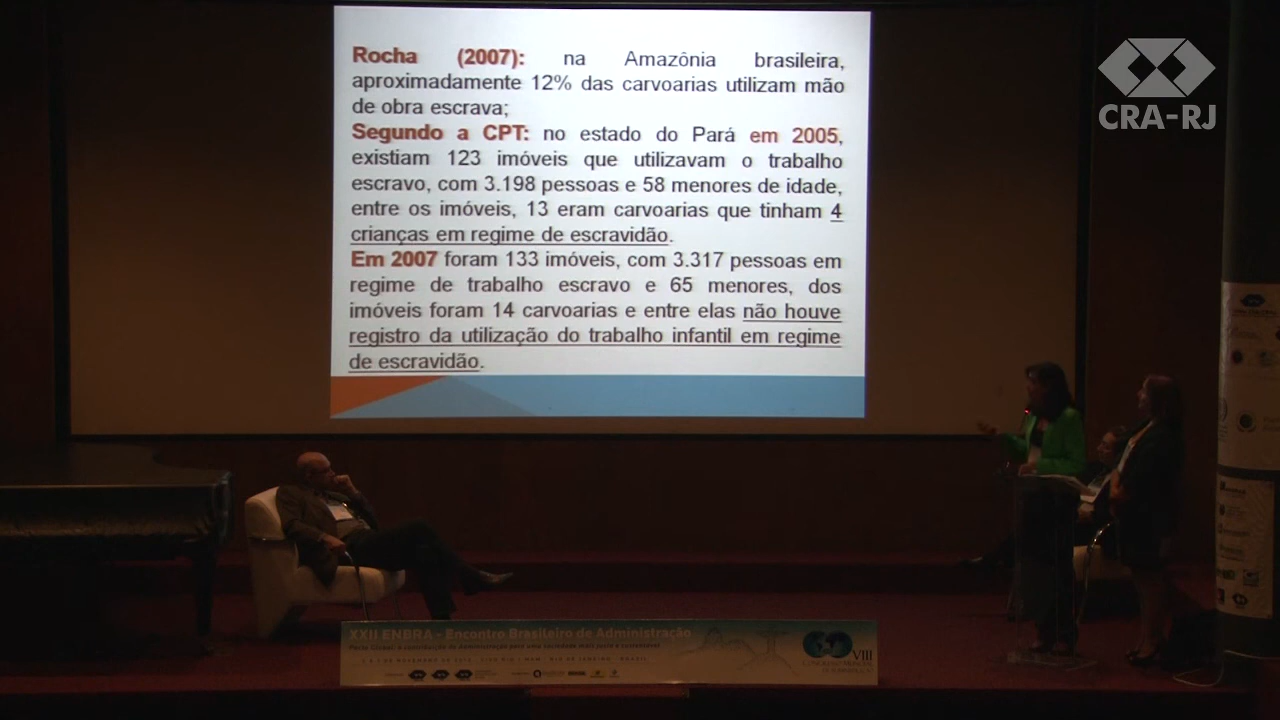 Rocha (2007): na Amazônia brasileira,
aproximadamente 12% das carvoarias utilizam mão
de obra escrava;
Segundo a CPT: no estado do Pará em 2005,
existiam 123 imóveis que utilizavam o trabalho
escravo, com 3.198 pessoas e 58 menores de idade,
entre os imóveis, 13 eram carvoarias que tinham 4
crianças em regime de escravidão.
Em 2007 foram 133 imóveis, com 3.317 pessoas em
regime de trabalho escravo e 65 menores, dos
imóveis foram 14 carvoarias e entre elas não houve
registro da utilização do trabalho infantil em regime
de escravidão.
CRA-RJ
XXII ENBRA - Encontro Brasileiro de Administração
VIII